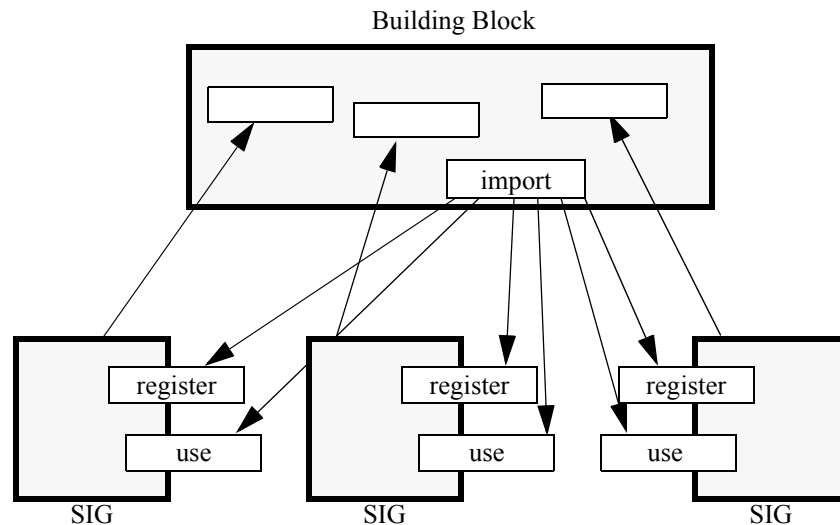 Building Block
import
register
register
register
use
use
use
SIG
SIG
SIG